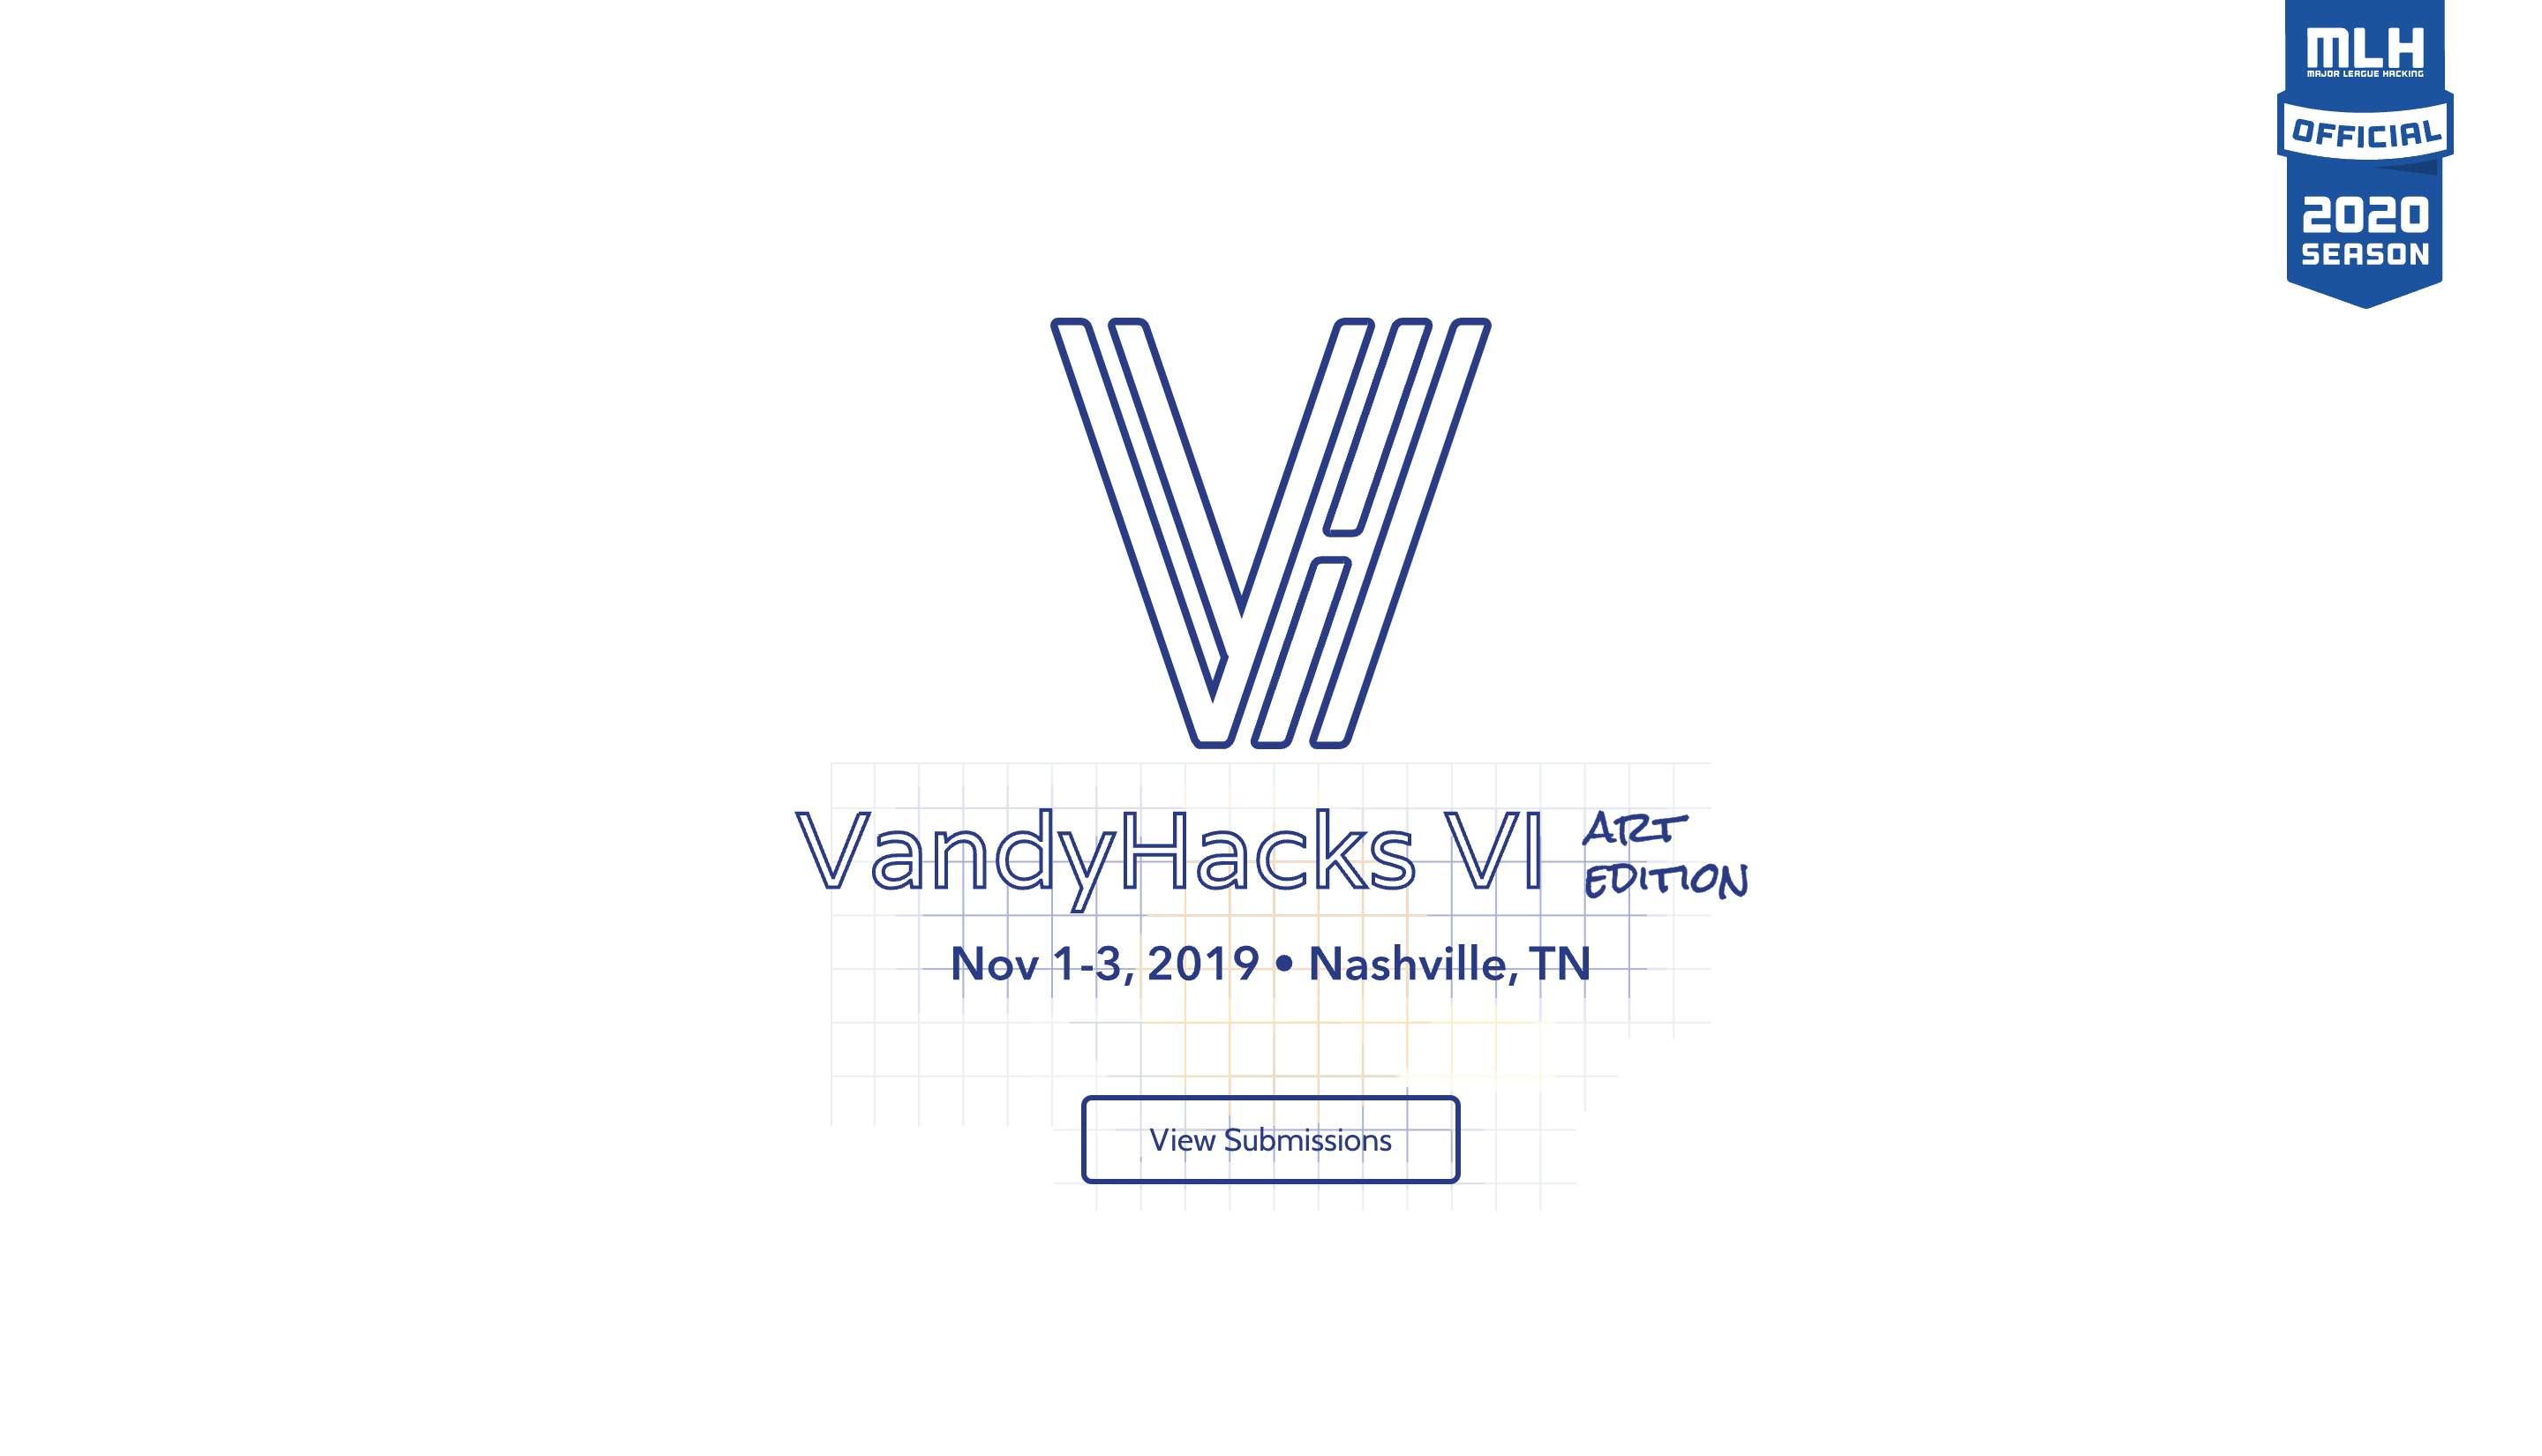 MLH
MAJOR LEAGUE HACKING
OFFICIAL
2020
SEASON
VandyHacks VI
ART
EDITION
Nov 1-3, 2019 • Nashville, TN
View Submissions